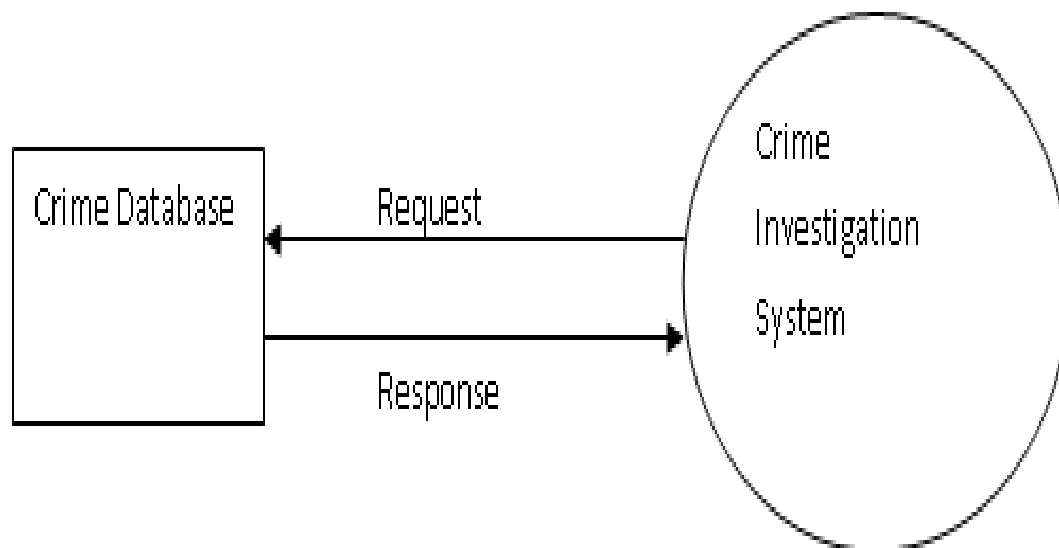 Crime Database
Request
Response
Crime
Investigation
System